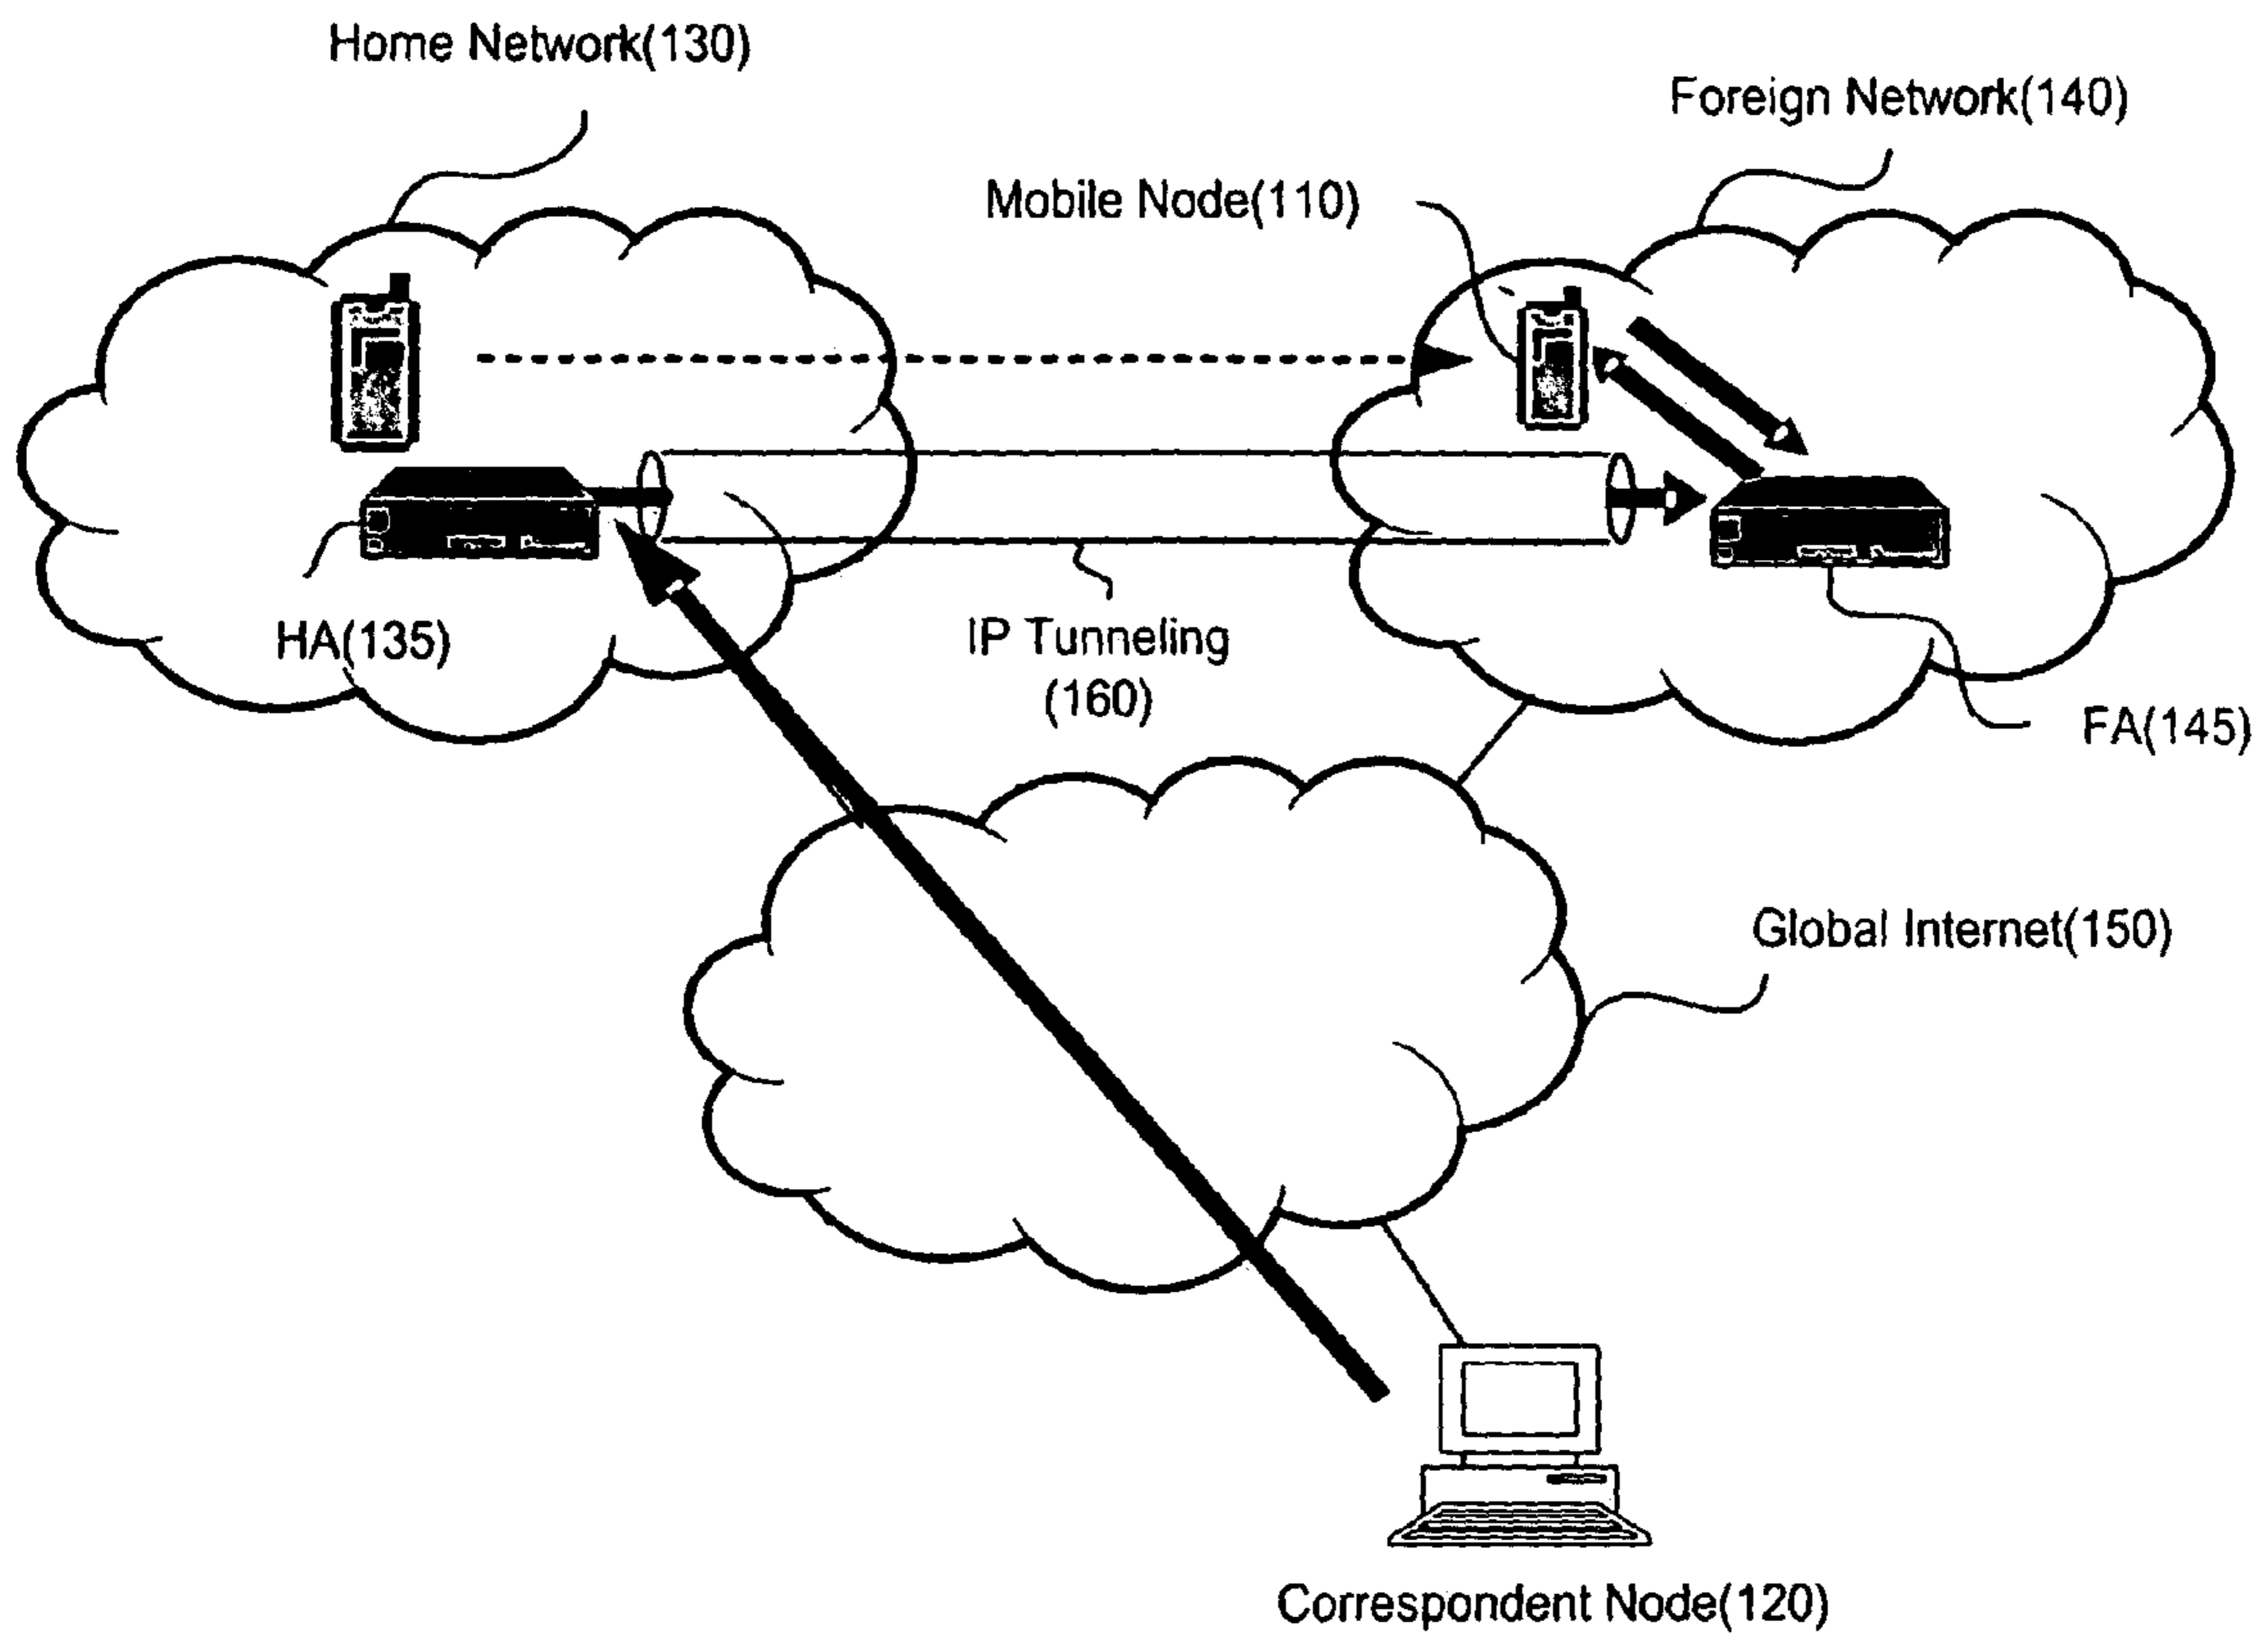 Home Network(130)
Foreign Network(140)
Mobile Node(110)
HA(135)
IP Tunneling
(160)
FA(145)
Global Internet(150)
Correspondent Node(120)